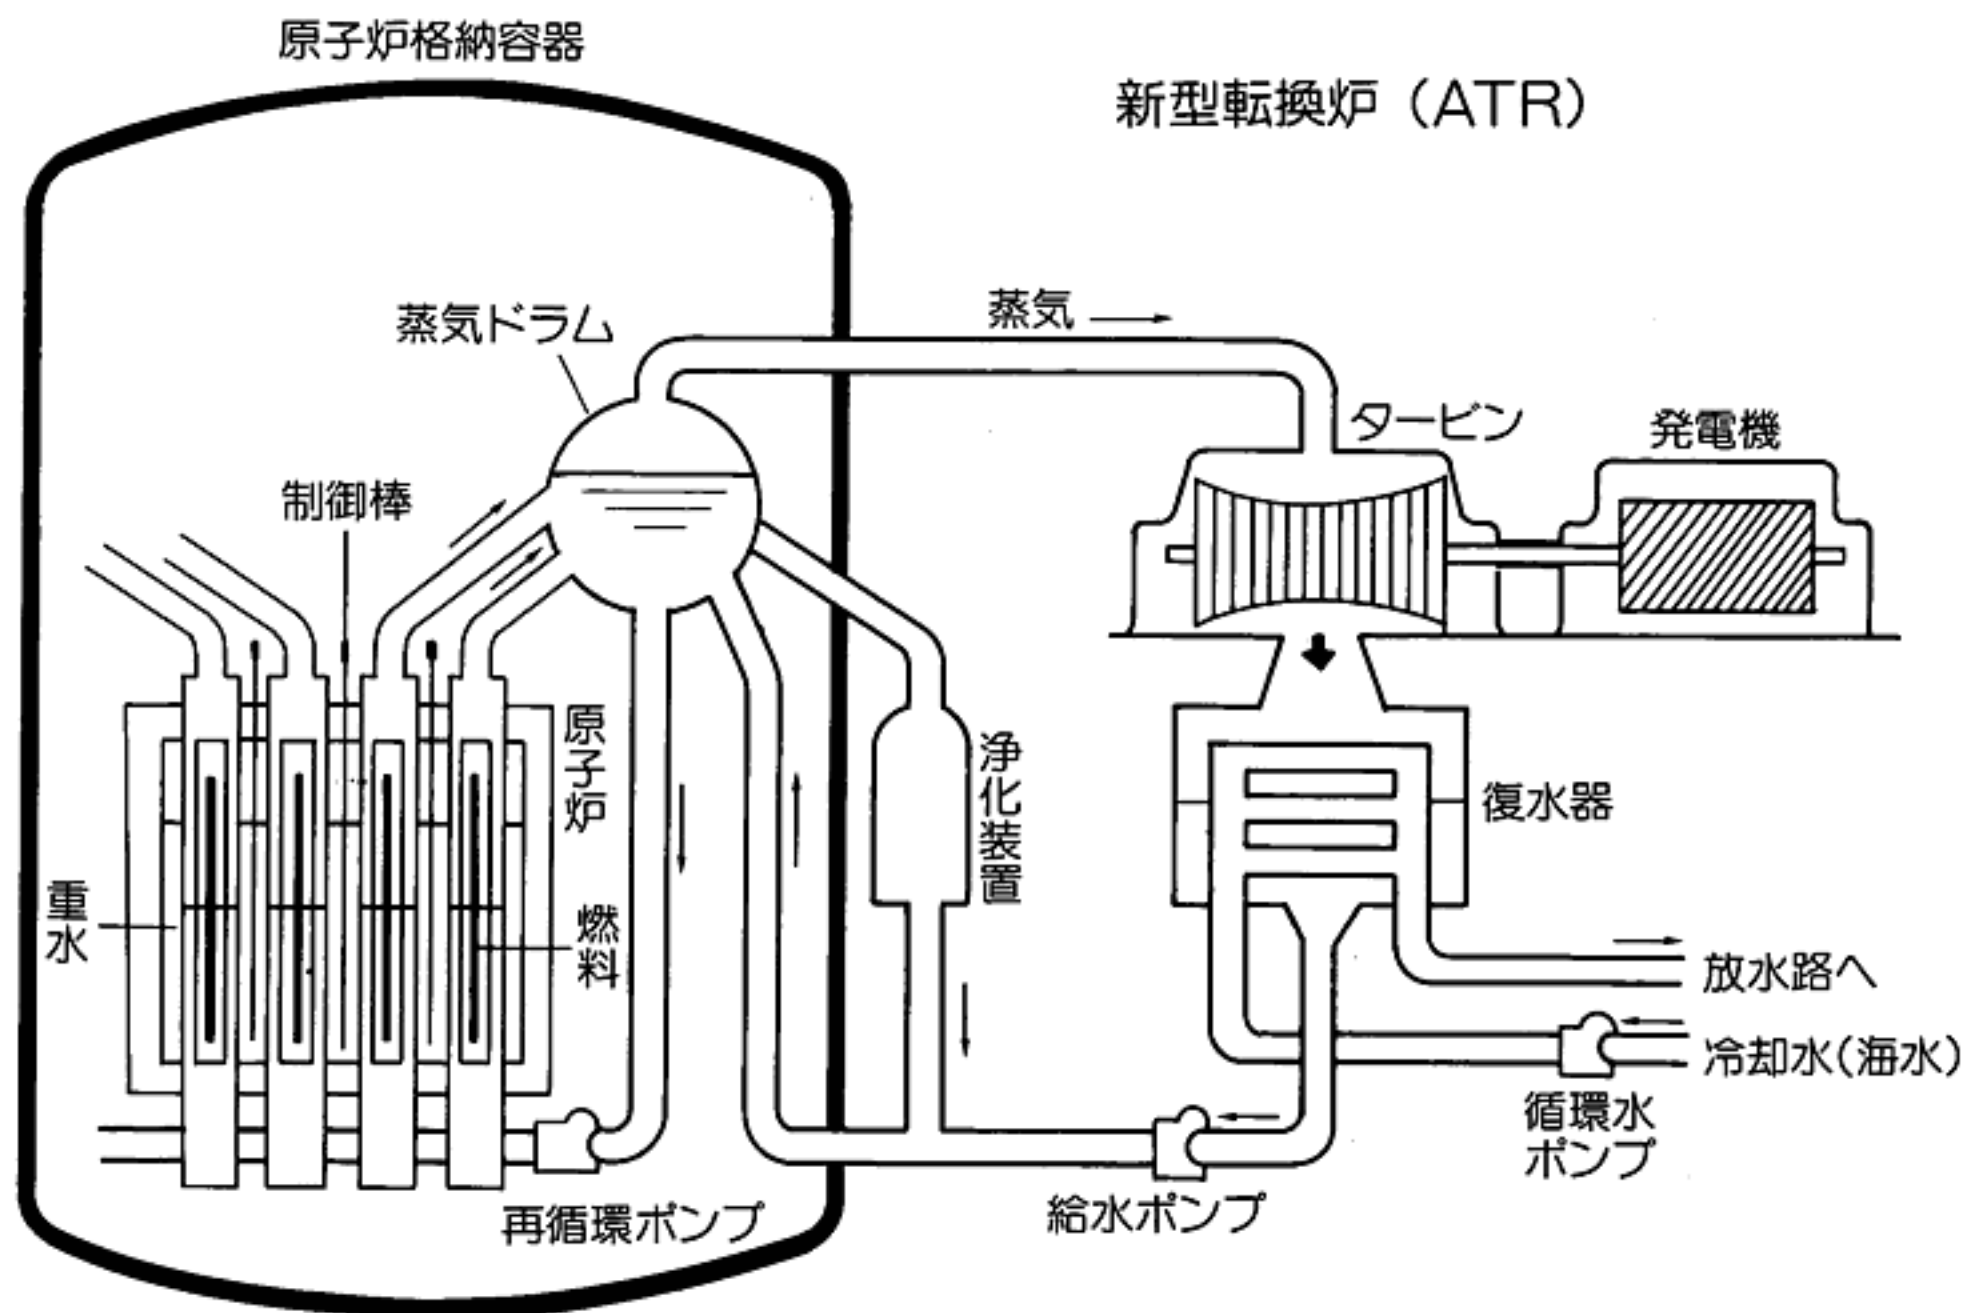 原子炉格納容器
新型転換炉（ATR）
蒸気ドラム
蒸気
タービン
発電機
制御棒
原子炉
浄化装置
復水器
重水
燃料
放水路へ
冷却水(海水)
循環水
ポンプ
再循環ポンプ
給水ポンプ